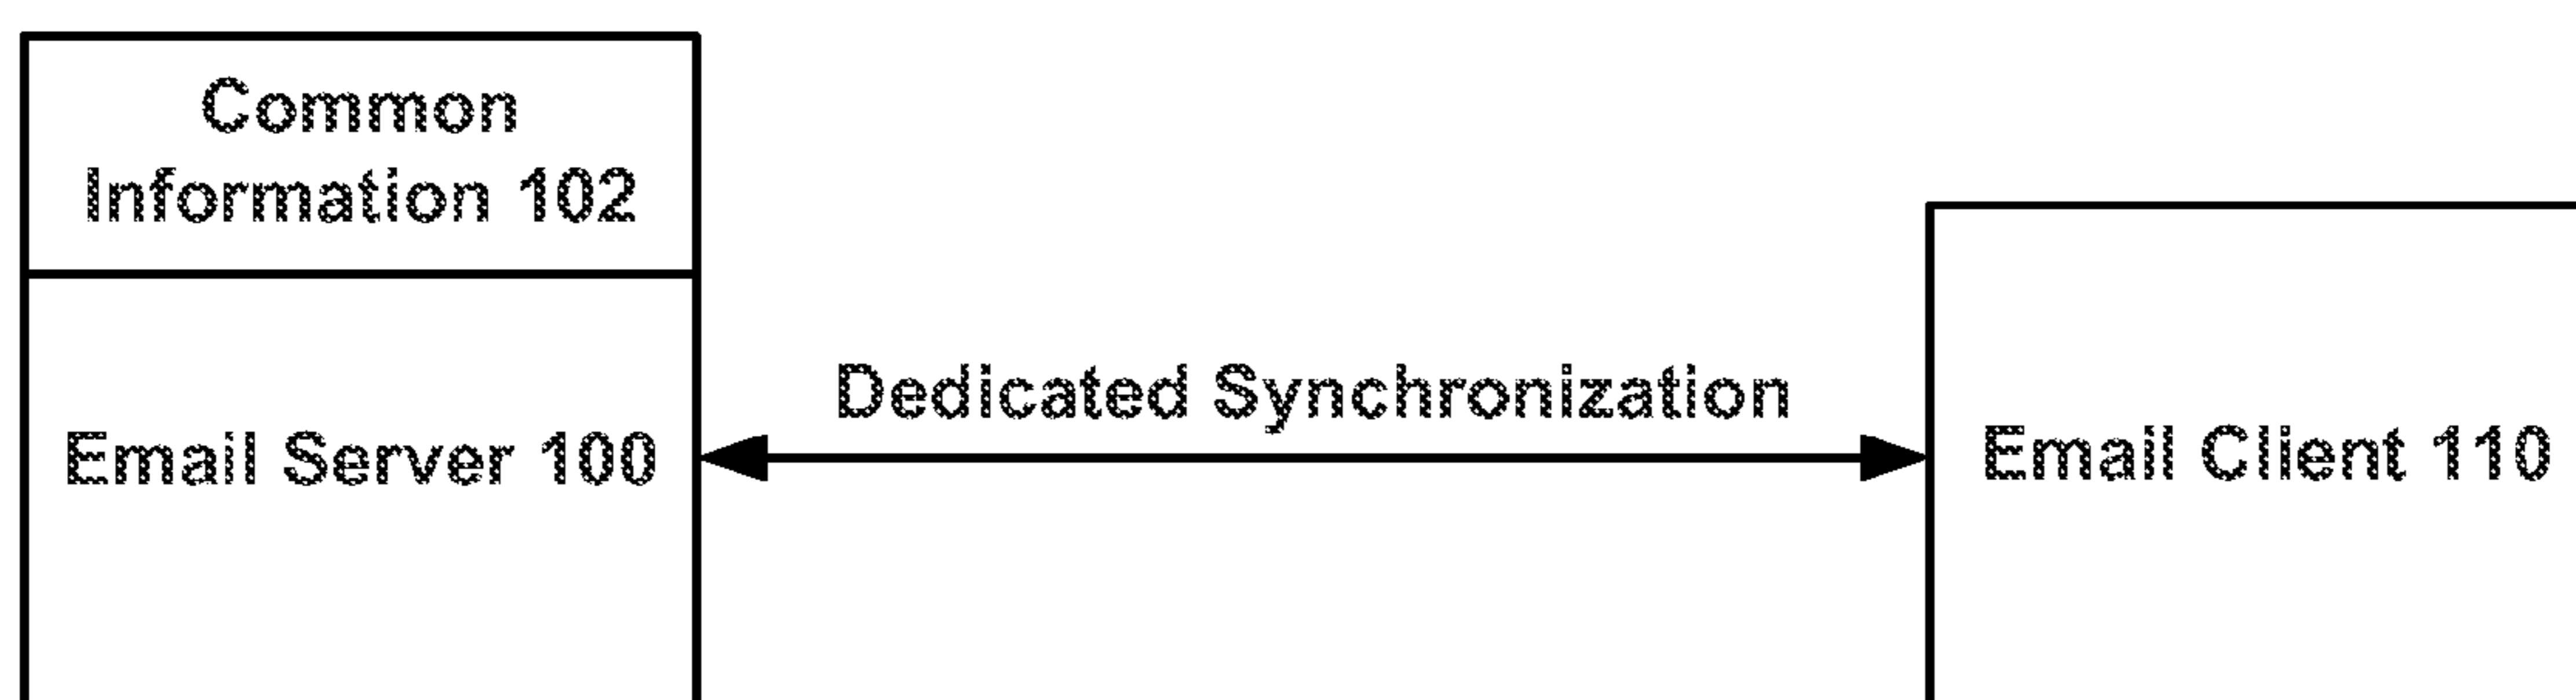 Common
Information 102
Email Server 100
Dedicated Synchronization
Email Client 110